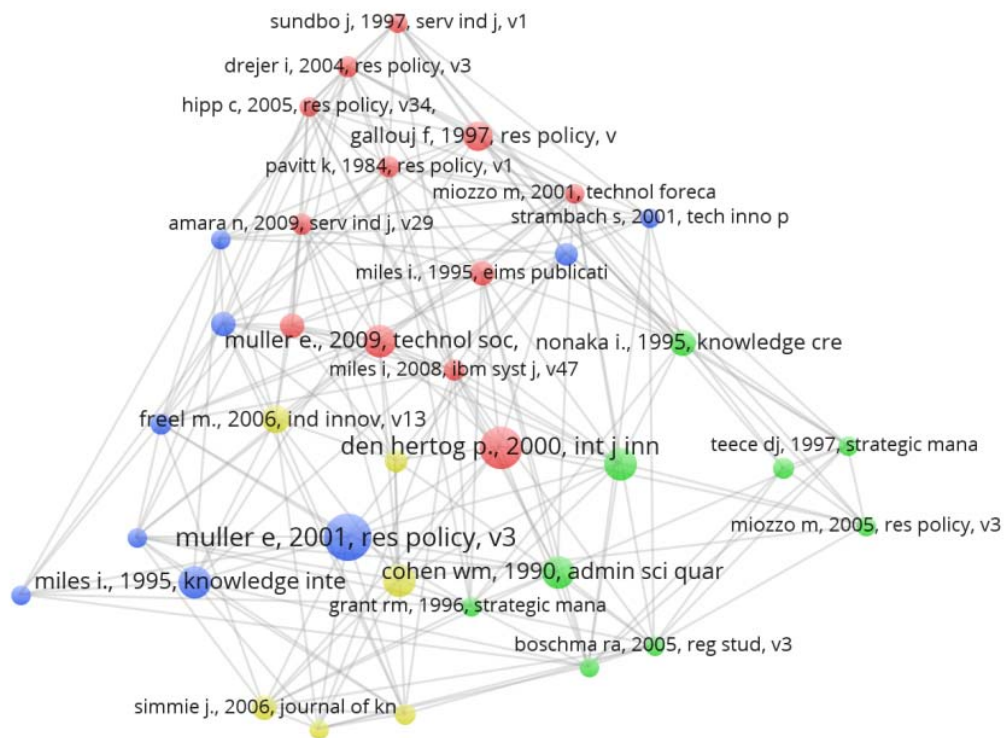 sundbo j, 1997, serv ind j, v1
drejer i, 2004, res policy, v3
hipp c, 2005, res policy, v34,
gallouj f, 1997, res policy, v
pavitt k, 1984, res policy, v1
miozzo m, 2001, technol foreca
strambach s, 2001, tech inno p
amara n, 2009, serv ind j, v29
miles i., 1995, eims publicati
muller e., 2009, technol soc,
nonaka i., 1995, knowledge cre
miles i, 2008, ibm syst j, v47
freel m., 2006, ind innov, v13
den hertog p., 2000, int j inn
teece dj, 1997, strategic mana
miozzo m, 2005, res policy, v3
muller e, 2001, res policy, v3
cohen wm, 1990, admin sci quar
miles i., 1995, knowledge inte
grant rm, 1996, strategic mana
boschma ra, 2005, reg stud, v3
simmie j., 2006, journal of kn